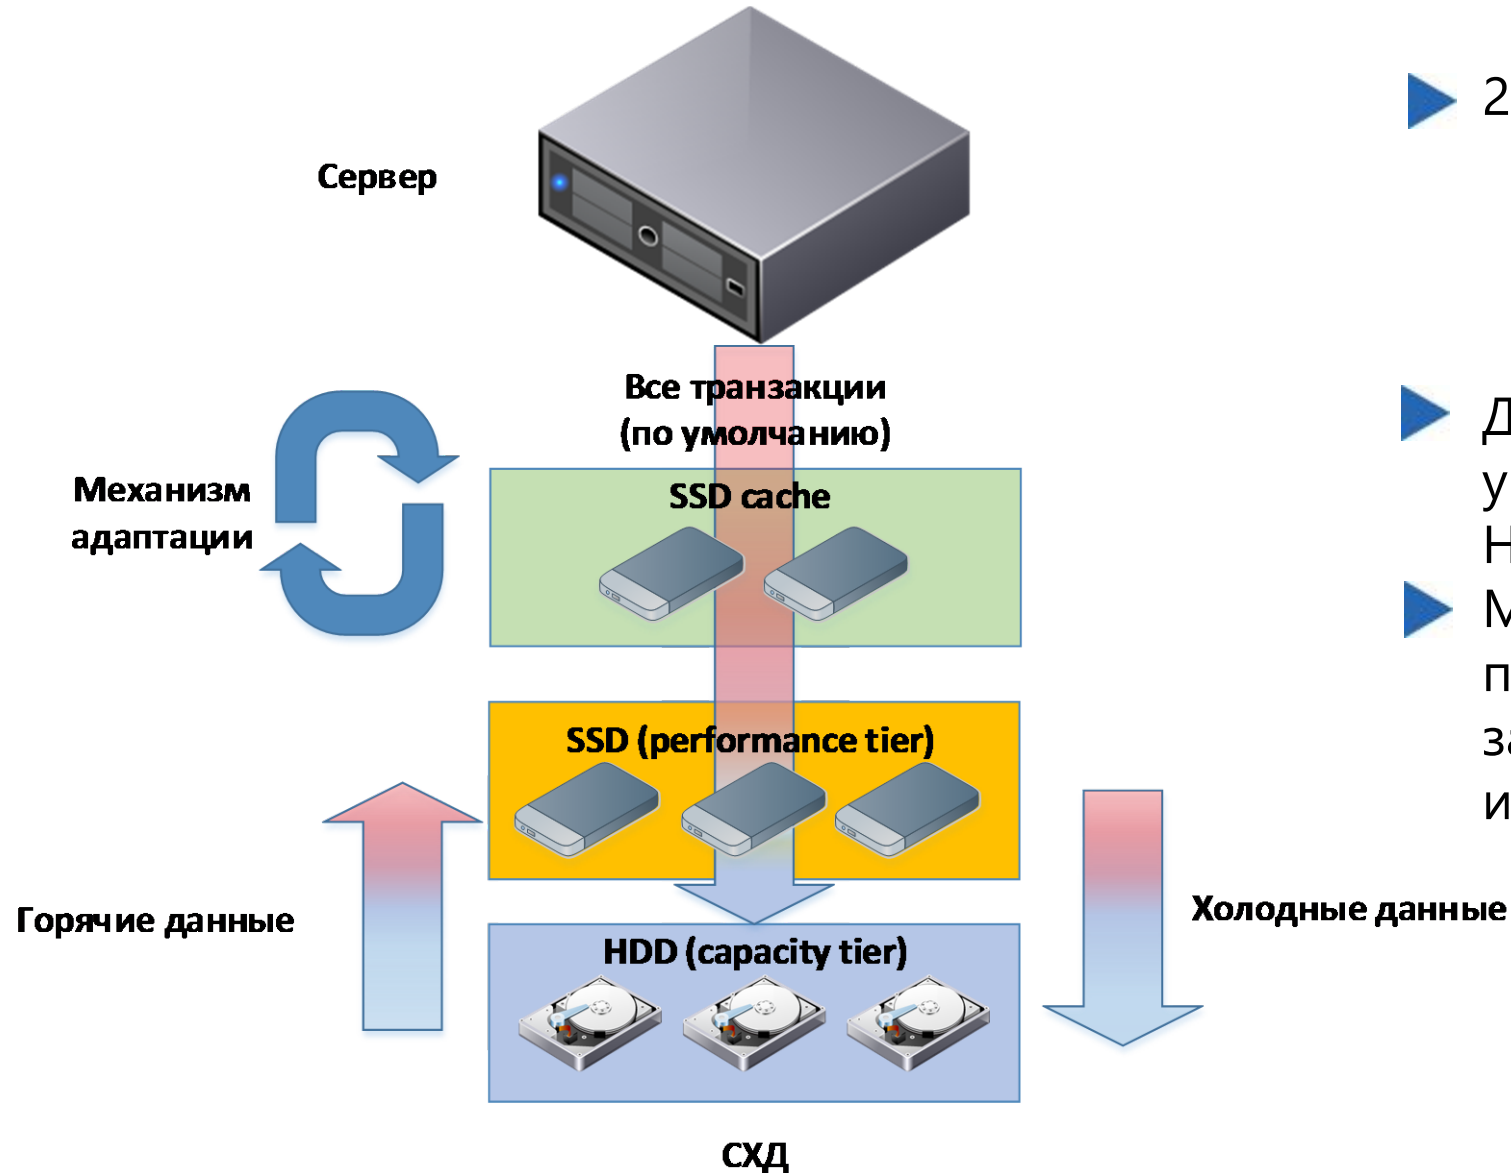 Сервер
Все транзакции
(по умолчанию)
SSD cache
Механизм
адаптации
SSD (performance tier)
Горячие данные
HDD (capacity tier)
Холодные данные
СХД
2